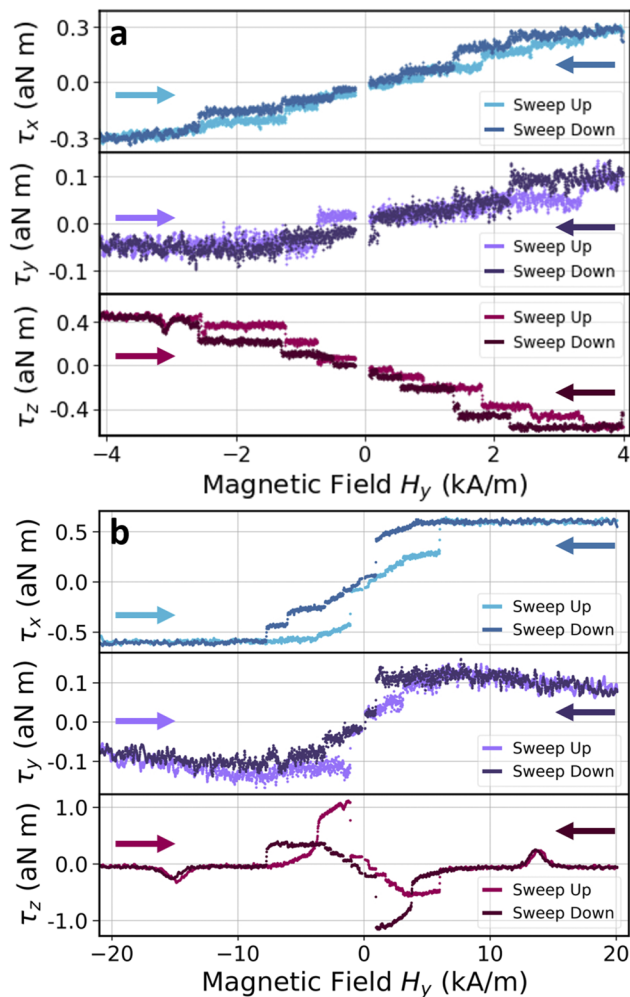 a
0.3
0.0
-0.3
τx (aN m)
Sweep Up
Sweep Down
0.1
0.0
-0.1
τy (aN m)
Sweep Up
Sweep Down
0.4
0.0
-0.4
τz (aN m)
Sweep Up
Sweep Down
−4 −2 0 2 4
Magnetic Field Hy (kA/m)
b
0.5
0.0
-0.5
τx (aN m)
Sweep Up
Sweep Down
0.1
0.0
-0.1
τy (aN m)
Sweep Up
Sweep Down
1.0
0.0
-1.0
τz (aN m)
Sweep Up
Sweep Down
−20 −10 0 10 20
Magnetic Field Hy (kA/m)